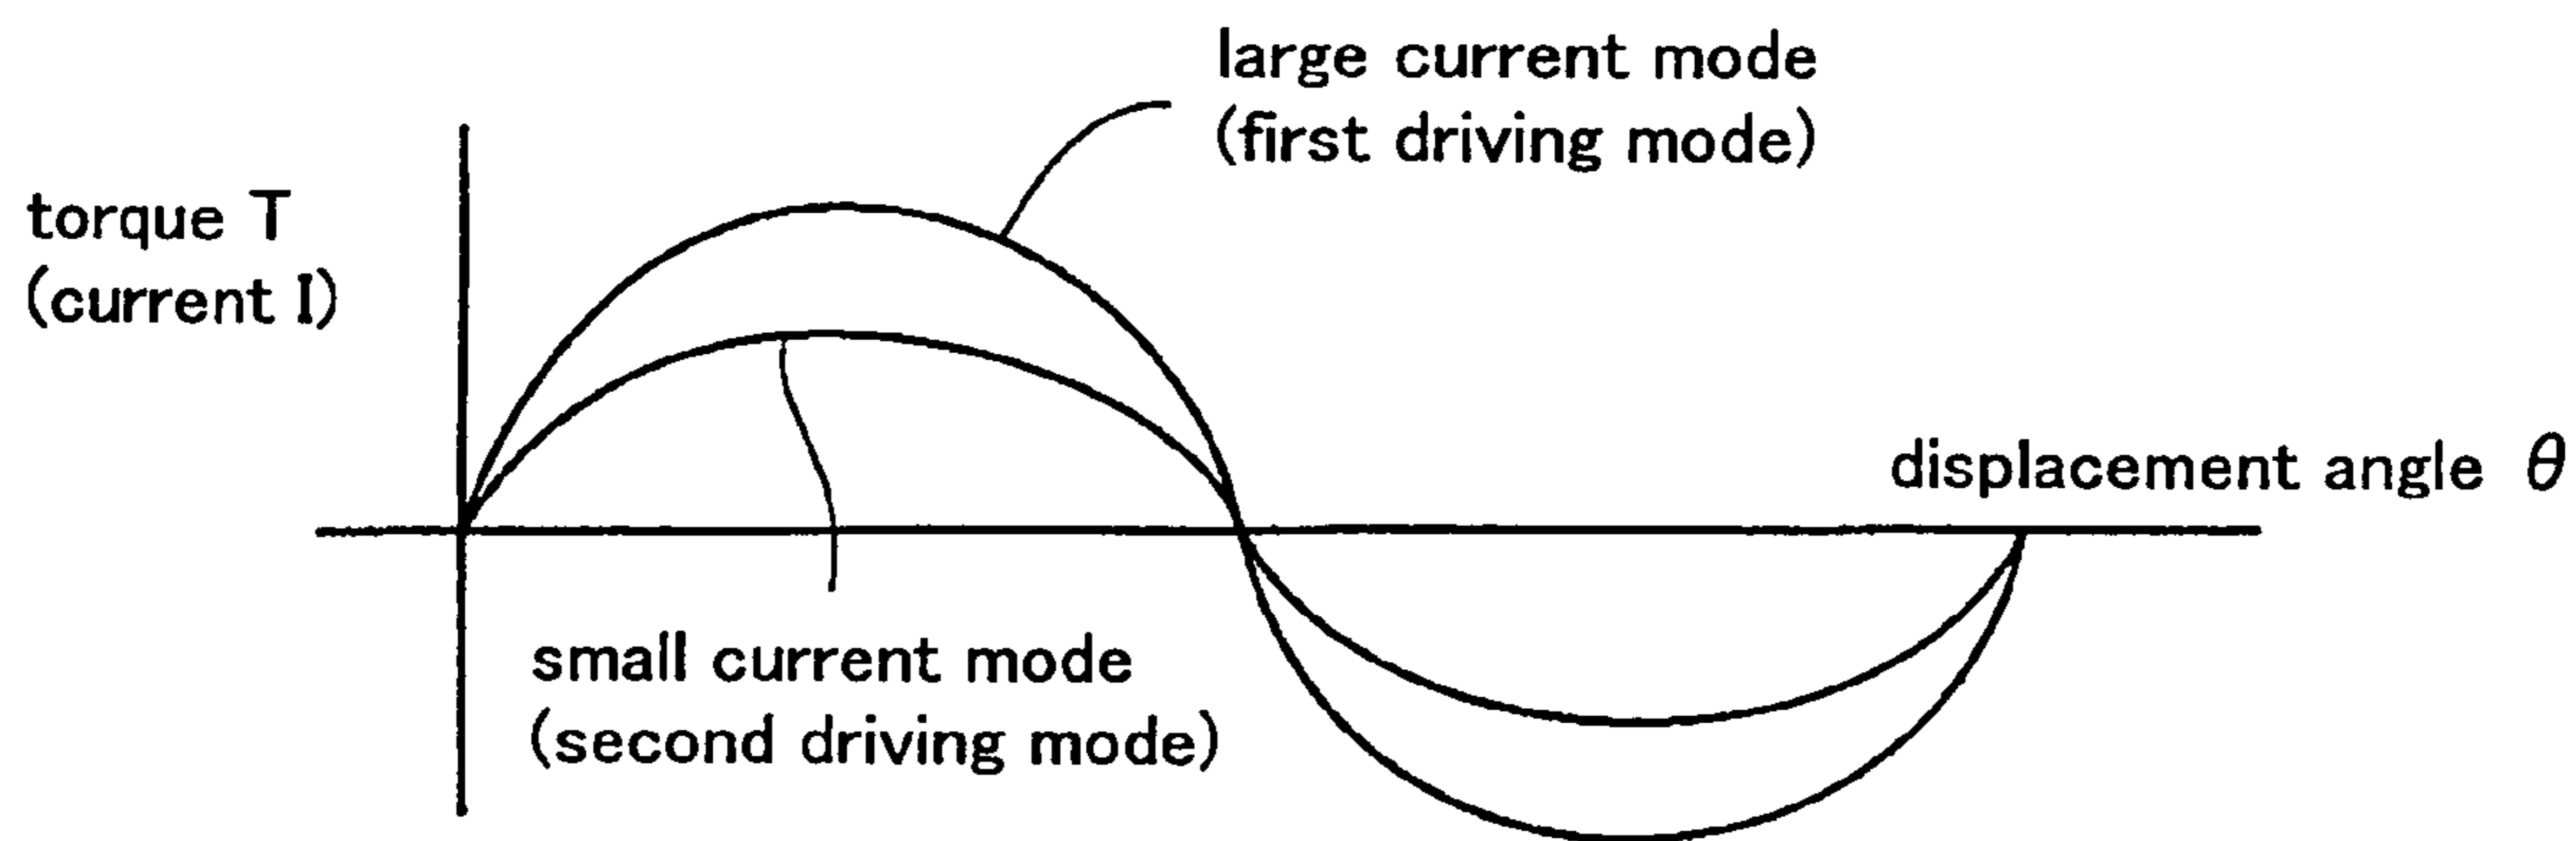 large current mode
(first driving mode)
torque T
(current I)
displacement angle θ
small current mode
(second driving mode)